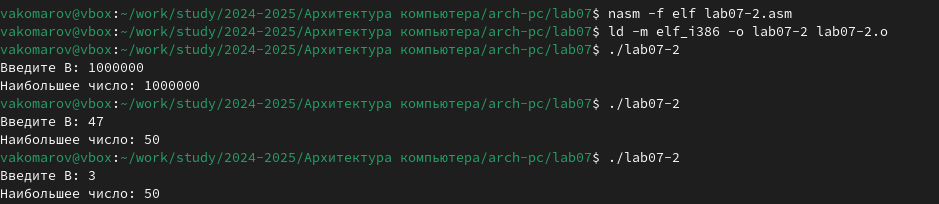 vakomarov@vbox:~/work/study/2024-2025/Архитектура компьютера/arch-pc/lab07$ nasm -f elf lab07-2.asm
vakomarov@vbox:~/work/study/2024-2025/Архитектура компьютера/arch-pc/lab07$ ld -m elf_i386 -o lab07-2 lab07-2.o
vakomarov@vbox:~/work/study/2024-2025/Архитектура компьютера/arch-pc/lab07$ ./lab07-2
Введите B: 1000000
Наибольшее число: 1000000
vakomarov@vbox:~/work/study/2024-2025/Архитектура компьютера/arch-pc/lab07$ ./lab07-2
Введите B: 47
Наибольшее число: 50
vakomarov@vbox:~/work/study/2024-2025/Архитектура компьютера/arch-pc/lab07$ ./lab07-2
Введите B: 3
Наибольшее число: 50